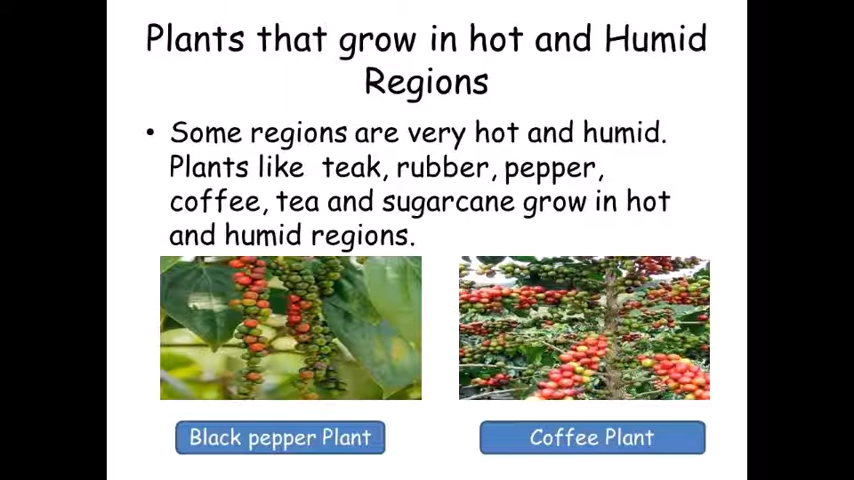 Plants that grow in hot and Humid
Regions
• Some regions are very hot and humid.
Plants like teak, rubber, pepper,
coffee, tea and sugarcane grow in hot
and humid regions.
Black pepper Plant
Coffee Plant